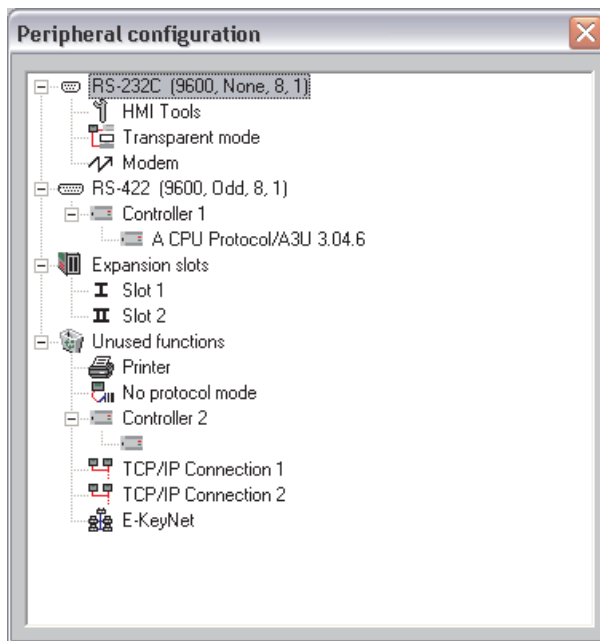 Peripheral configuration
RS-232C (9600, None, 8, 1)
HMI Tools
Transparent mode
Modem
RS-422 (9600, Odd, 8, 1)
Controller 1
A CPU Protocol/A3U 3.04.6
Expansion slots
Slot 1
Slot 2
Unused functions
Printer
No protocol mode
Controller 2
TCP/IP Connection 1
TCP/IP Connection 2
E-KeyNet